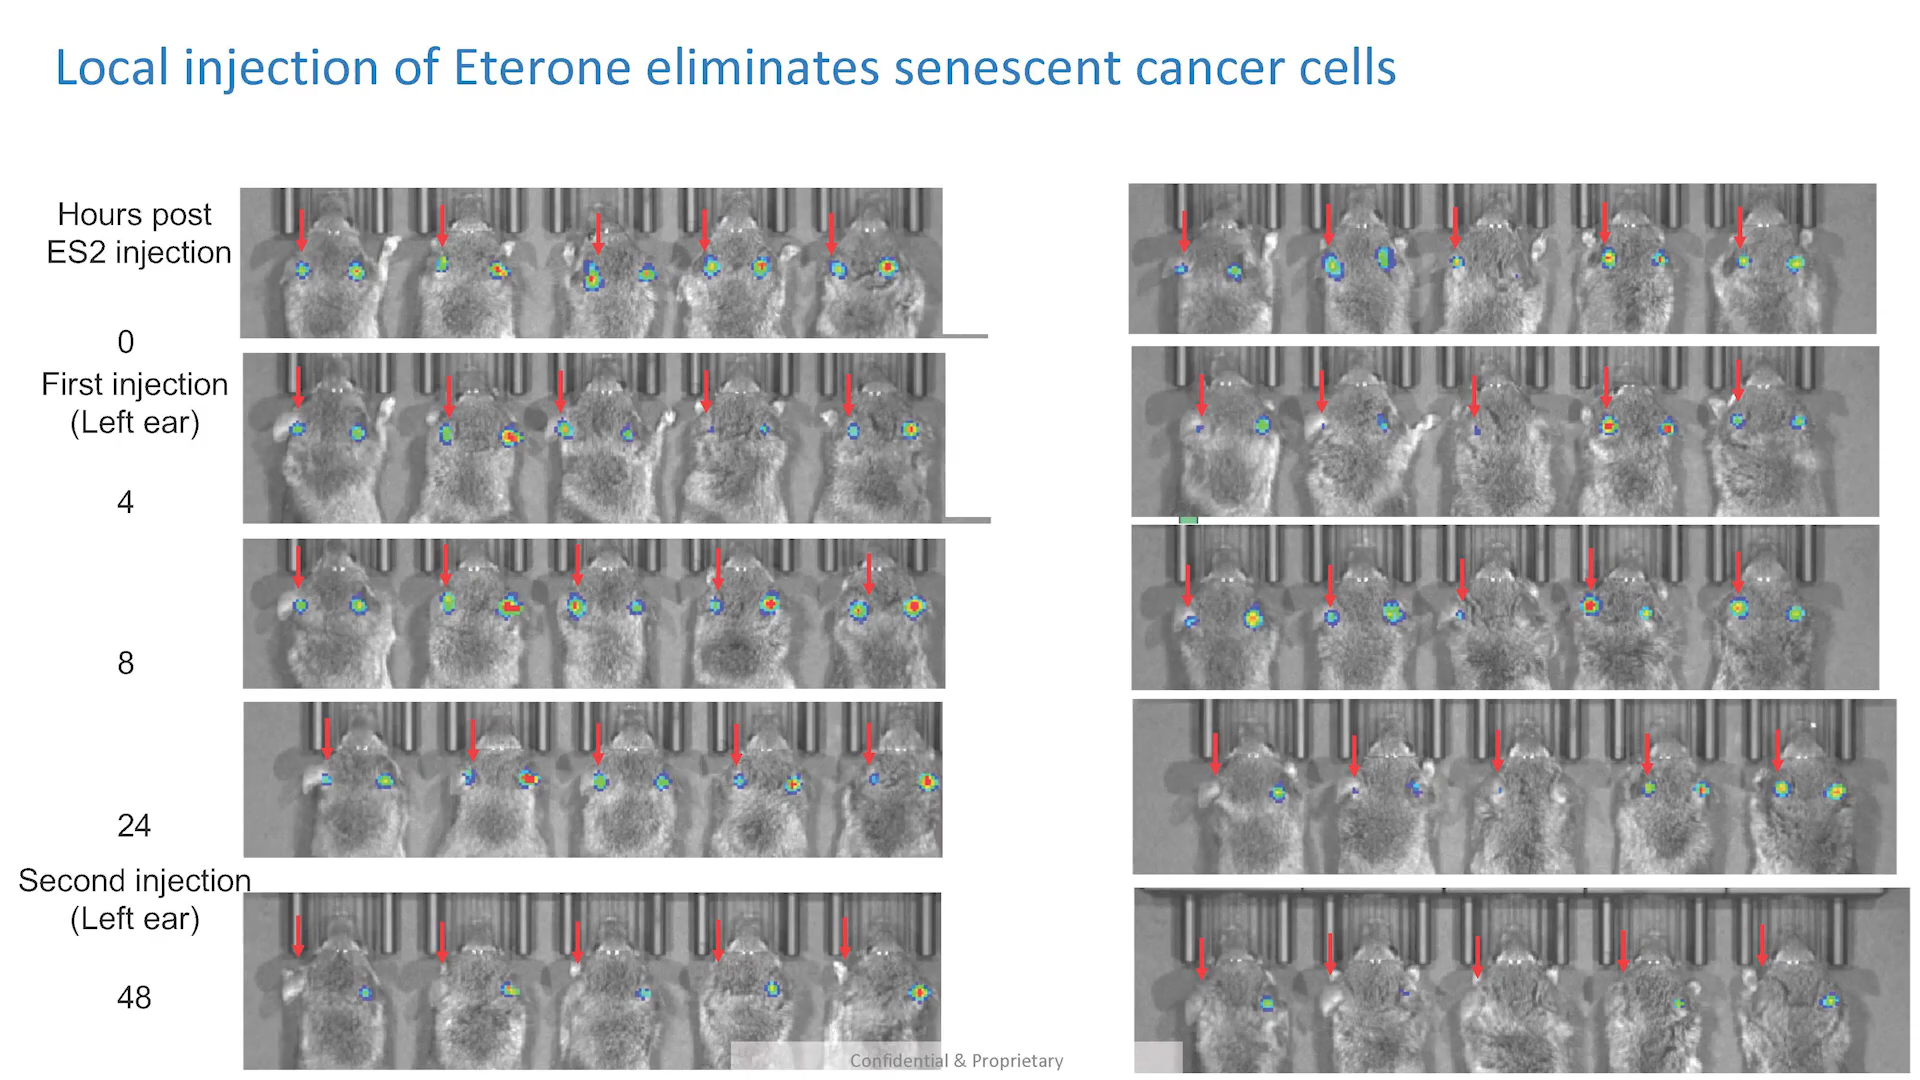 Local injection of Eterone eliminates senescent cancer cells
Hours post
ES2 injection
0
First injection
(Left ear)
4
8
24
Second injection
(Left ear)
48
Confidential & Proprietary